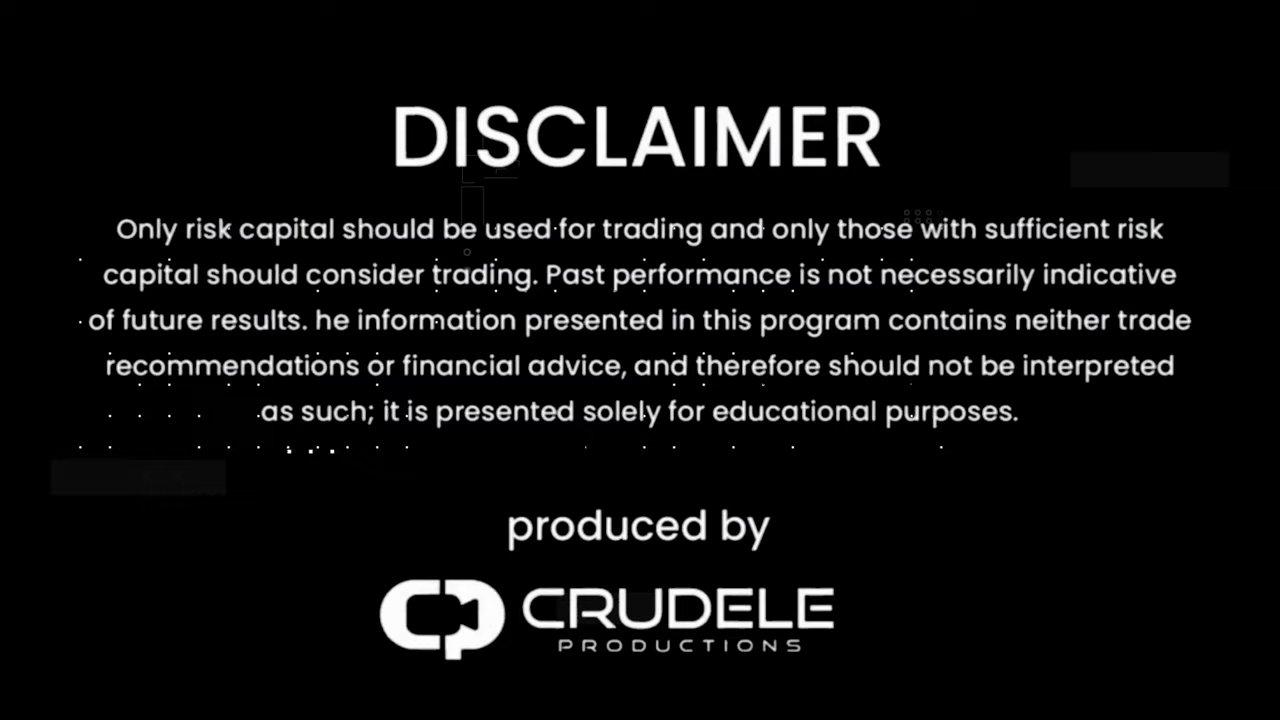 DISCLAIMER
Only risk capital should be used for trading and only those with sufficient risk
capital should consider trading. Past performance is not necessarily indicative
of future results. he information presented in this program contains neither trade
recommendations or financial advice, and therefore should not be interpreted
as such; it is presented solely for educational purposes.
produced by
CP CRUDELE
PRODUCTIONS